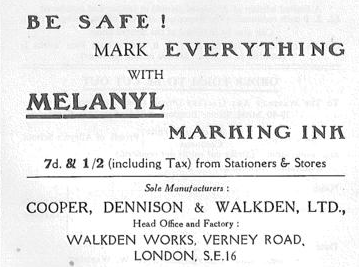 BE SAFE!
MARK EVERYTHING
WITH
MELANYL
MARKING INK
7d. & 1/2 (including Tax) from Stationers & Stores
Sole Manufacturers:
COOPER, DENNISON & WALKDEN, LTD.,
Head Office and Factory:
WALKDEN WORKS, VERNEY ROAD,
LONDON, S.E.16